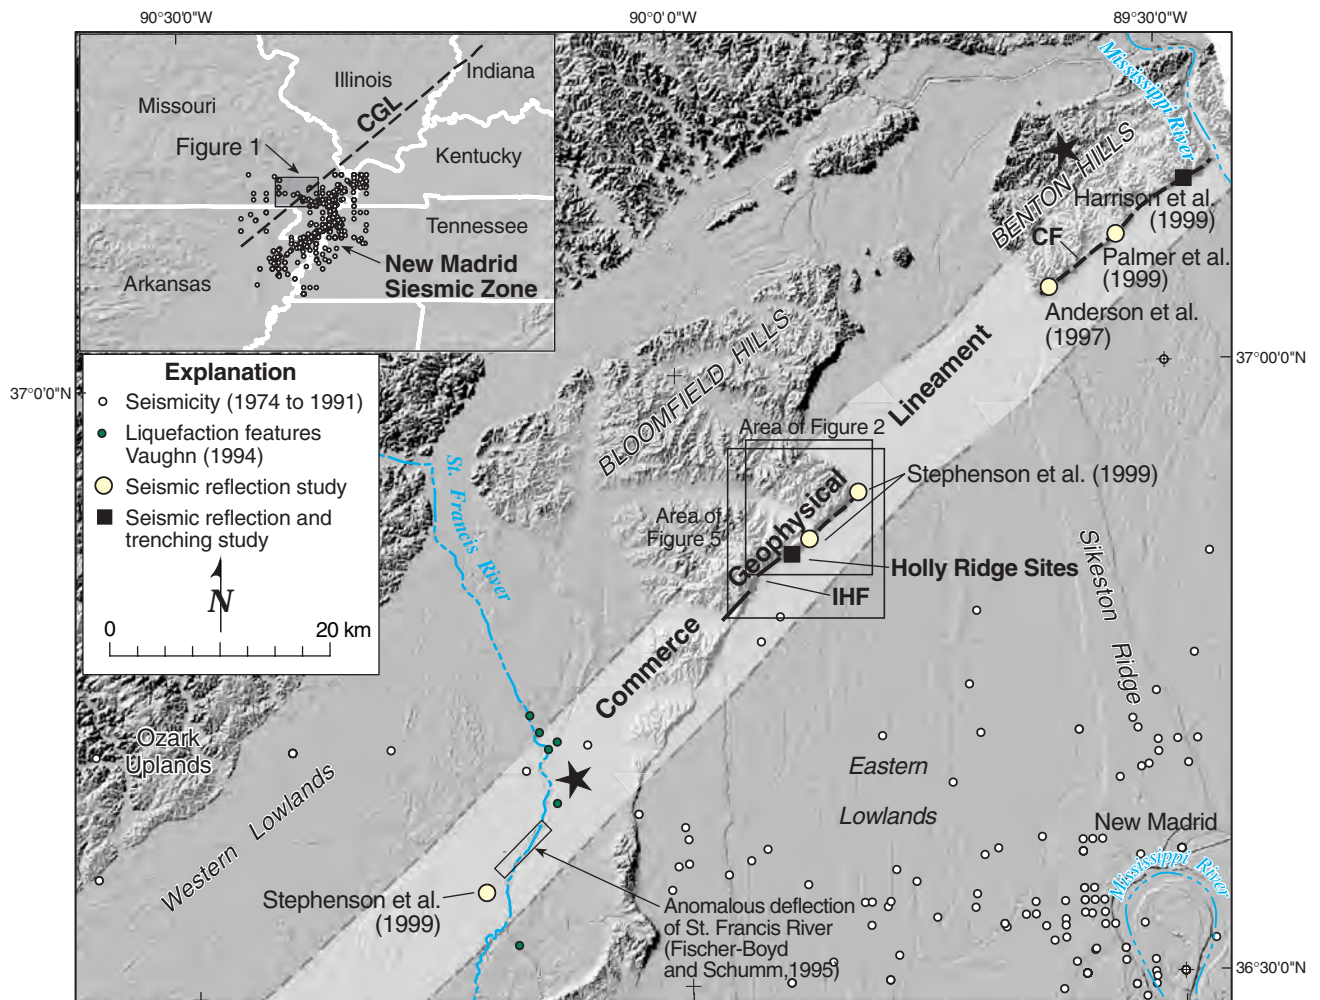 90°30'0"W
90°0'0"W
89°30'0"W
Illinois
Indiana
Missouri
CGL
Figure 1
Kentucky
Tennessee
New Madrid
Siesmic Zone
Arkansas
Mississippi River
BENTON HILLS
Harrison et al.
(1999)
CF
Palmer et al.
(1999)
Anderson et al.
(1997)
37°0'0"N
37°0'0"N
Explanation
Seismicity (1974 to 1991)
Liquefaction features
Vaughn (1994)
Seismic reflection study
Seismic reflection and
trenching study
N
0
20 km
BLOOMFIELD HILLS
St. Francis River
Commerce Geophysical Lineament
Area of Figure 2
Area of
Figure 5
Stephenson et al. (1999)
Holly Ridge Sites
IHF
Sikeston Ridge
Ozark
Uplands
Western Lowlands
Eastern
Lowlands
New Madrid
Mississippi River
Stephenson et al.
(1999)
Anomalous deflection
of St. Francis River
(Fischer-Boyd
and Schumm,1995)
36°30'0"N